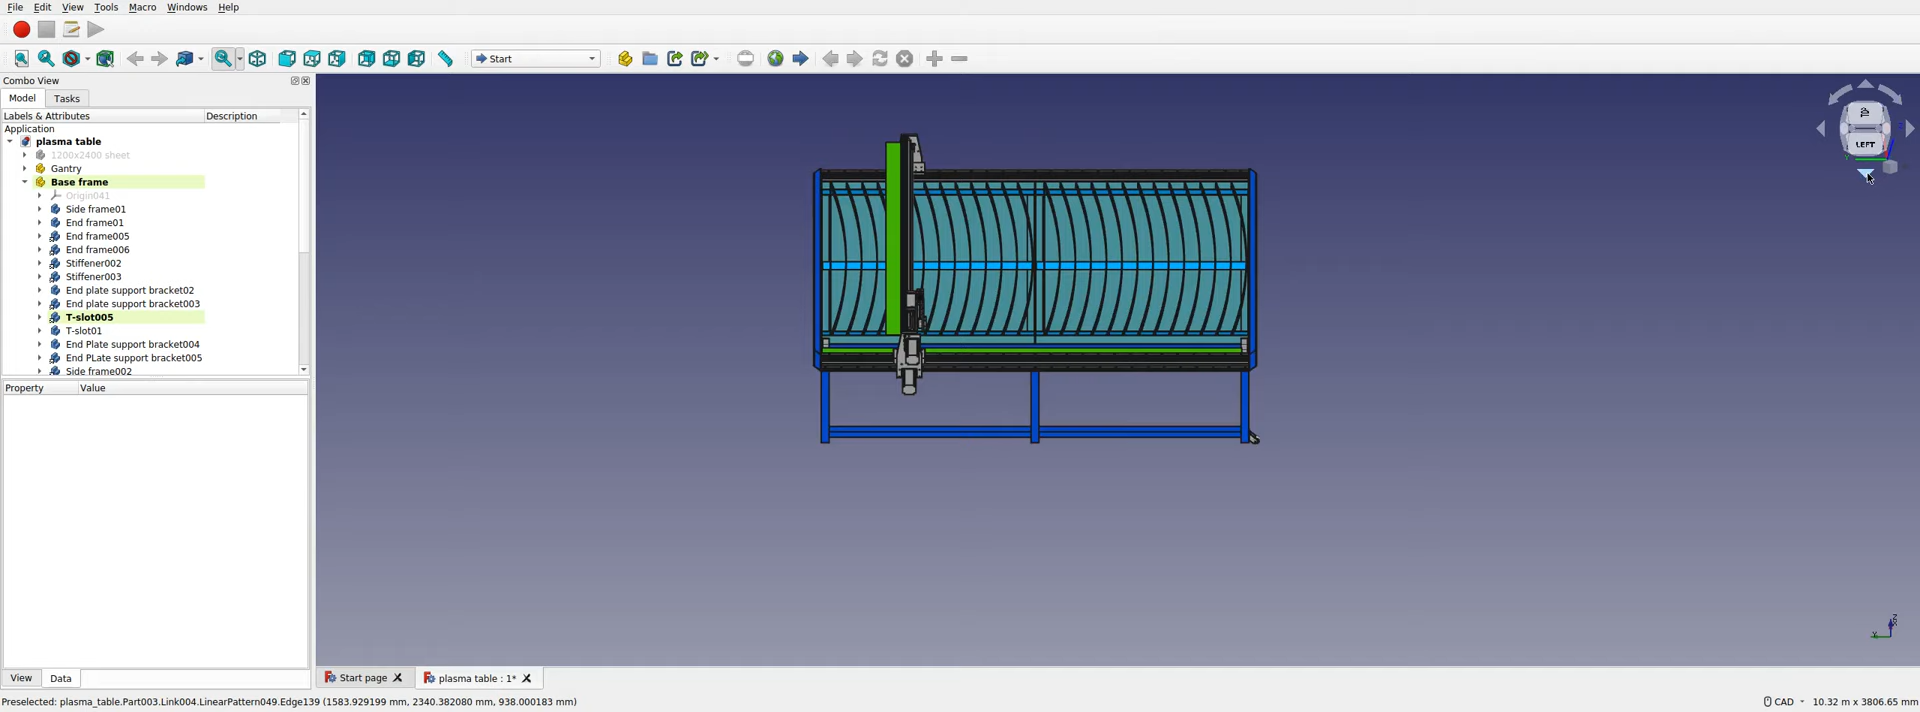 File Edit View Tools Macro Windows Help
Start
Combo View
Model Tasks
Labels & Attributes Description
Application
plasma table
1200x2400 sheet
Gantry
Base frame
Origin041
Side frame01
End frame01
End frame005
End frame006
Stiffener002
Stiffener003
End plate support bracket02
End plate support bracket003
T-slot005
T-slot01
End Plate support bracket004
End PLate support bracket005
Side frame002
Property Value
LEFT
View Data
Start page
plasma table : 1*
Preselected: plasma_table.Part003.Link004.LinearPattern049.Edge139 (1583.929199 mm, 2340.382080 mm, 938.000183 mm)
CAD
10.32 m x 3806.65 mm